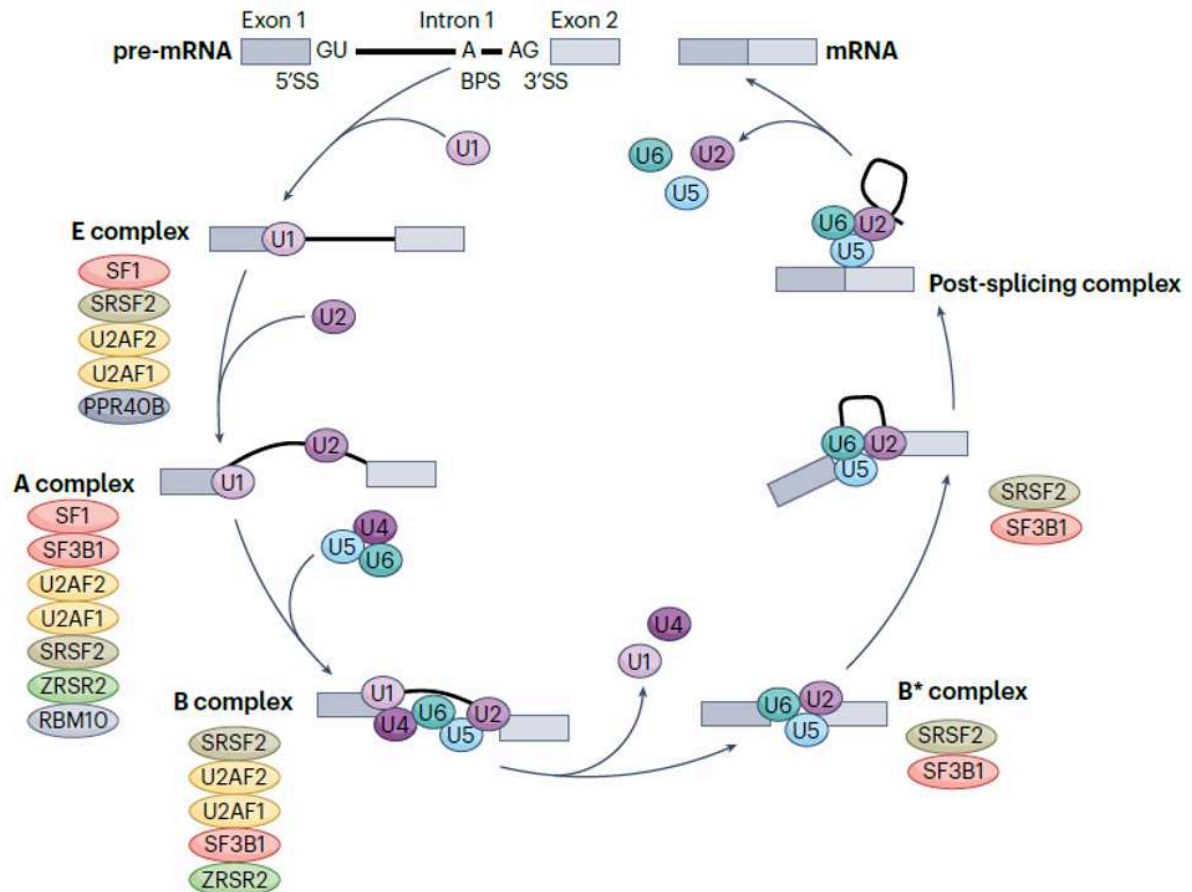 Exon 1 Intron 1 Exon 2
pre-mRNA GU A AG mRNA
5'SS BPS 3'SS
U1
U6 U2
U5
E complex
U1
SF1
SRSF2
U2AF2
U2AF1
PPR40B
U2
U6 U2
U5
Post-splicing complex
A complex
U1 U2
SF1
SF3B1
U2AF2
U2AF1
SRSF2
ZRSR2
RBM10
U4
U5 U6
U6 U2
U5
SRSF2
SF3B1
B complex
U1
U4 U6 U5 U2
SRSF2
U2AF2
U2AF1
SF3B1
ZRSR2
U4
U1
B* complex
U6 U2
U5
SRSF2
SF3B1